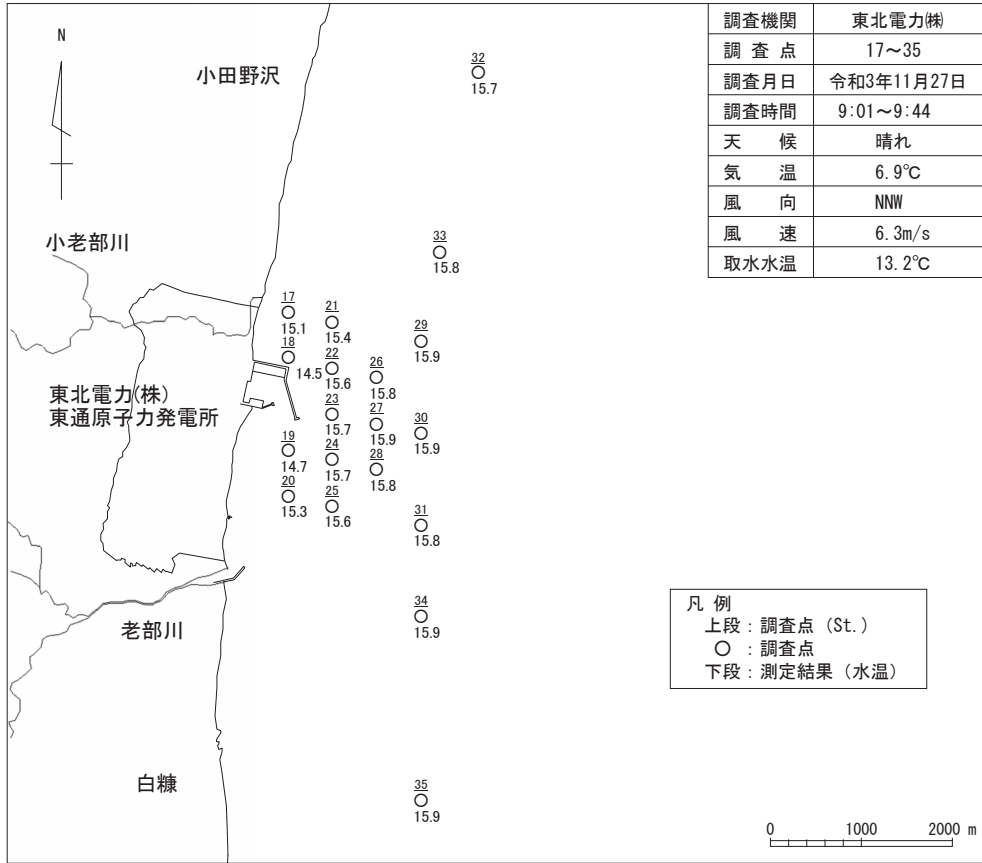 調査機関 東北電力㈱
調査点 17～35
調査月日 令和3年11月27日
調査時間 9:01～9:44
天候 晴れ
気温 6.9℃
風向 NNW
風速 6.3m/s
取水水温 13.2℃
N
小田野沢
32
15.7
小老部川
33
15.8
17
15.1
21
15.4
29
15.9
18
14.5
22
15.6
26
15.8
東北電力(株)
東通原子力発電所
23
15.7
27
15.9
30
15.9
19
14.7
24
15.7
28
15.8
20
15.3
25
15.6
31
15.8
老部川
34
15.9
凡例
上段：調査点（St.）
○：調査点
下段：測定結果（水温）
白糠
35
15.9
0 1000 2000 m